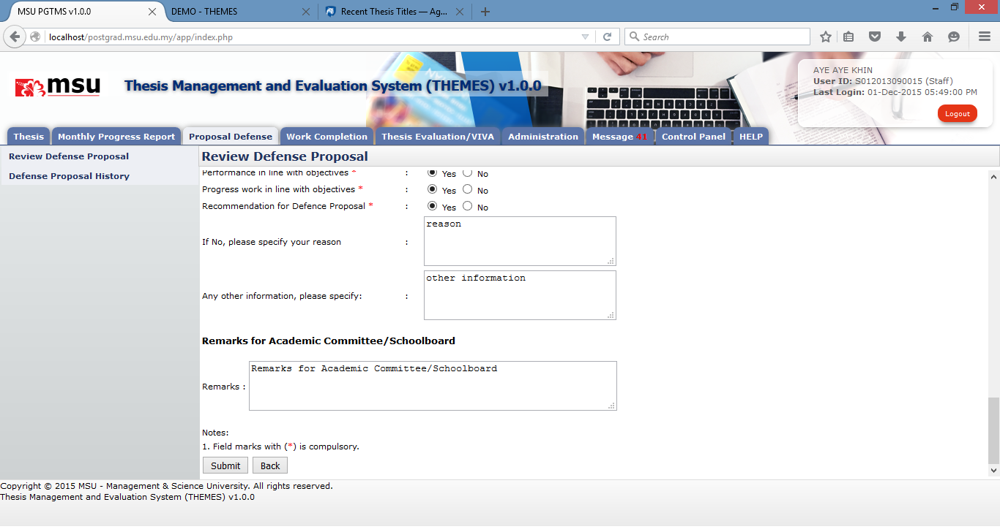 MSU PGTMS v1.0.0
DEMO - THEMES
Recent Thesis Titles — Ag...
localhost/postgrad.msu.edu.my/app/index.php
Search
msu
Thesis Management and Evaluation System (THEMES) v1.0.0
AYE AYE KHIN
User ID: S012013090015 (Staff)
Last Login: 01-Dec-2015 05:49:00 PM
Logout
Thesis Monthly Progress Report Proposal Defense Work Completion Thesis Evaluation/VIVA Administration Message 41 Control Panel HELP
Review Defense Proposal
Defense Proposal History
Review Defense Proposal
Performance in line with objectives * : Yes No
Progress work in line with objectives * : Yes No
Recommendation for Defence Proposal * : Yes No
If No, please specify your reason : reason
Any other information, please specify: : other information
Remarks for Academic Committee/Schoolboard
Remarks : Remarks for Academic Committee/Schoolboard
Notes:
1. Field marks with (*) is compulsory.
Submit Back
Copyright © 2015 MSU - Management & Science University. All rights reserved.
Thesis Management and Evaluation System (THEMES) v1.0.0